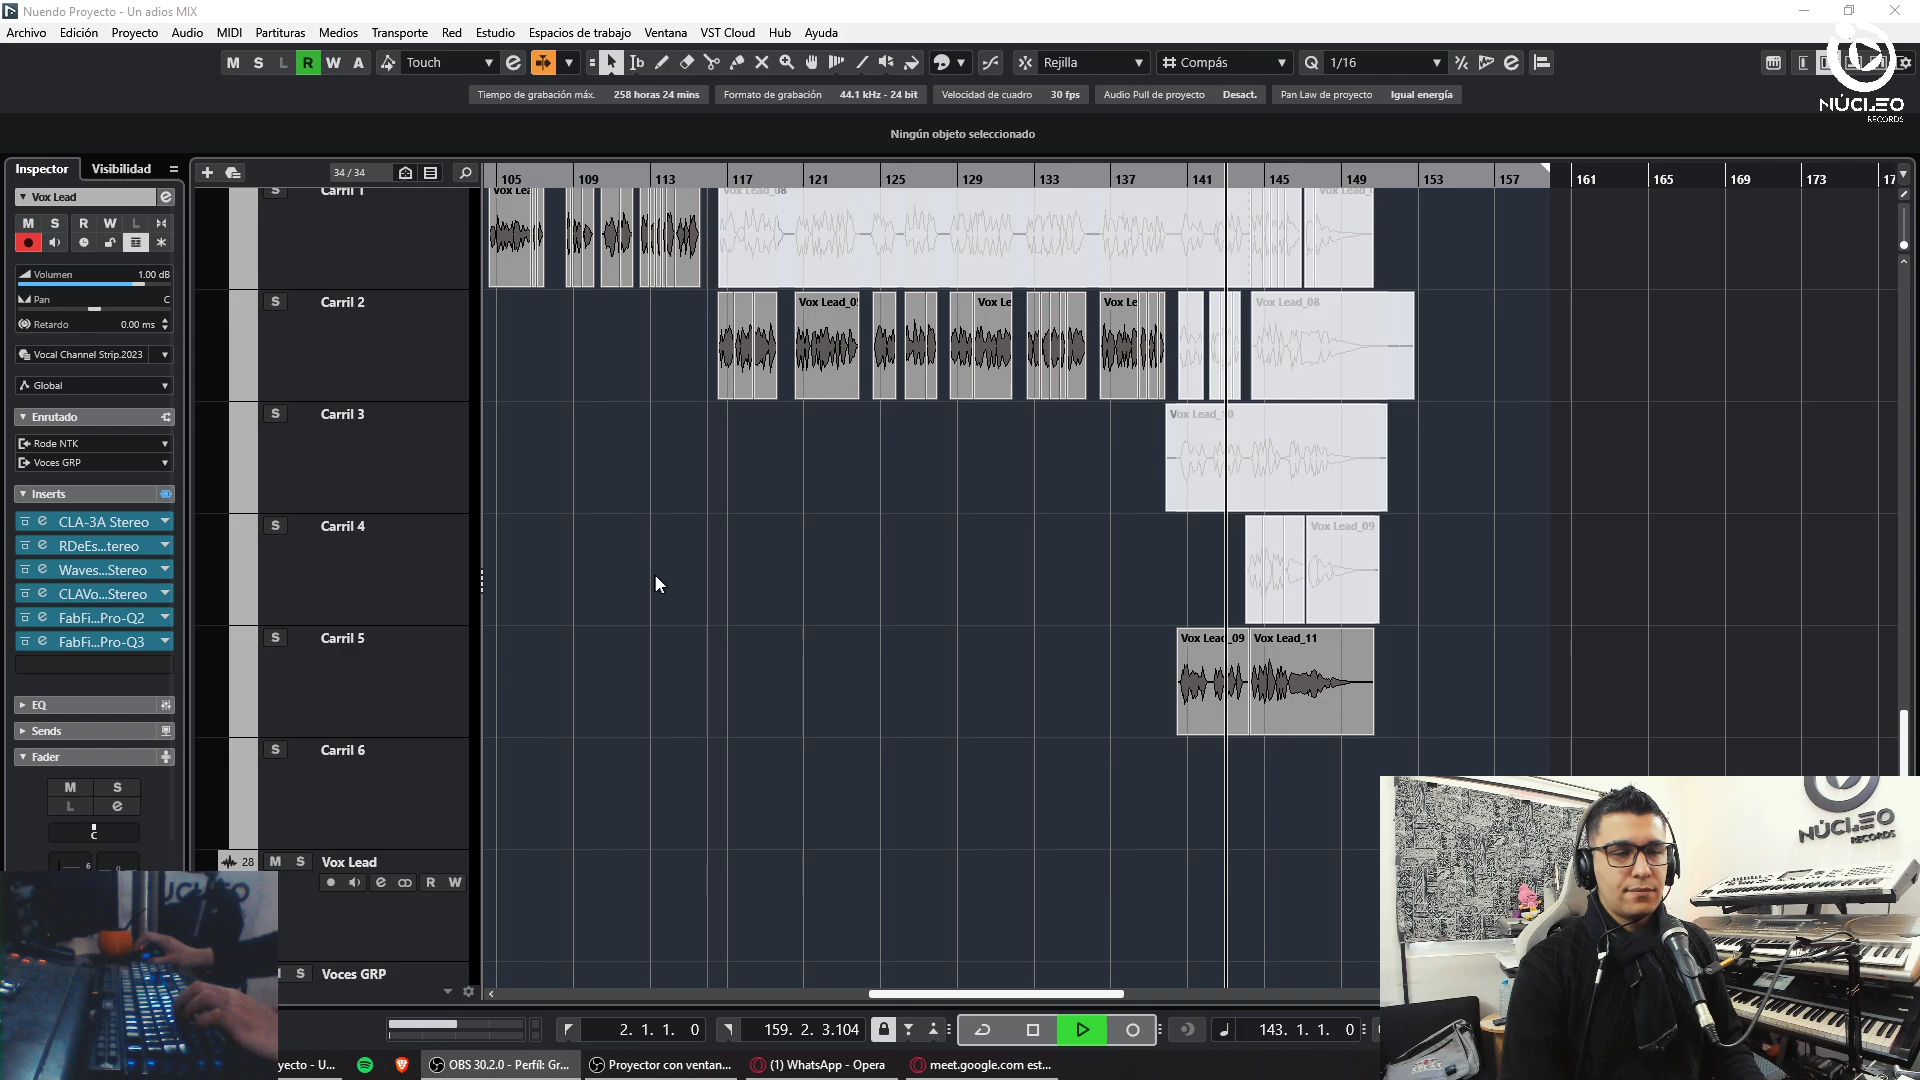 Nuendo Proyecto - Un adios MIX
Archivo Edición Proyecto Audio MIDI Partituras Medios Transporte Red Estudio Espacios de trabajo Ventana VST Cloud Hub Ayuda
M S L R W A Touch Rejilla Compás 1/16
Tiempo de grabación máx. 258 horas 24 mins Formato de grabación 44.1 kHz - 24 bit Velocidad de cuadro 30 fps Audio Pull de proyecto Desact. Pan Law de proyecto Igual energía
NÚCLEO
RECORDS
Ningún objeto seleccionado
Inspector Visibilidad
34 / 34
105 109 113 117 121 125 129 133 137 141 145 149 153 157 161 165 169 173 17
Vox Lead
M S R W L
Volumen 1.00 dB
Pan C
Retardo 0.00 ms
Vocal Channel Strip.2023
Global
Enrutado
Rode NTK
Voces GRP
Inserts
CLA-3A Stereo
RDeEs...tereo
Waves...Stereo
CLAVo...Stereo
FabFi...Pro-Q2
FabFi...Pro-Q3
EQ
Sends
Fader
M S
L e
C
6 0
S Carril 1
Vox Lea Vox Lead_08 Vox Lead_
S Carril 2
Vox Lead_0 Vox Le Vox Le Vox Lead_08
S Carril 3
Vox Lead_10
S Carril 4
Vox Lead_09
S Carril 5
Vox Lead_09 Vox Lead_11
S Carril 6
28 M S Vox Lead
R W
S Voces GRP
NÚCLEO
RECORDS
2. 1. 1. 0 159. 2. 3.104 143. 1. 1. 0
yecto - U... OBS 30.2.0 - Perfil: Gr... Proyector con ventan... (1) WhatsApp - Opera meet.google.com est...